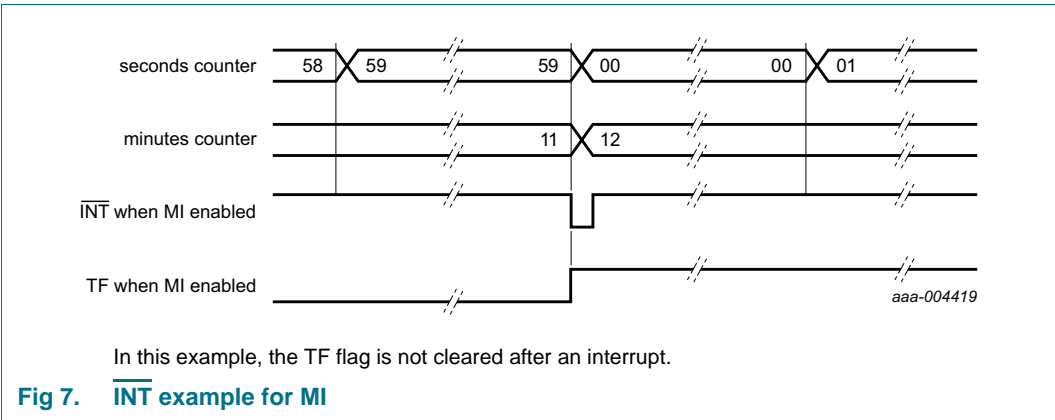 seconds counter 58 59 59 00 00 01
minutes counter 11 12
INT when MI enabled
TF when MI enabled
aaa-004419
In this example, the TF flag is not cleared after an interrupt.
Fig 7. INT example for MI